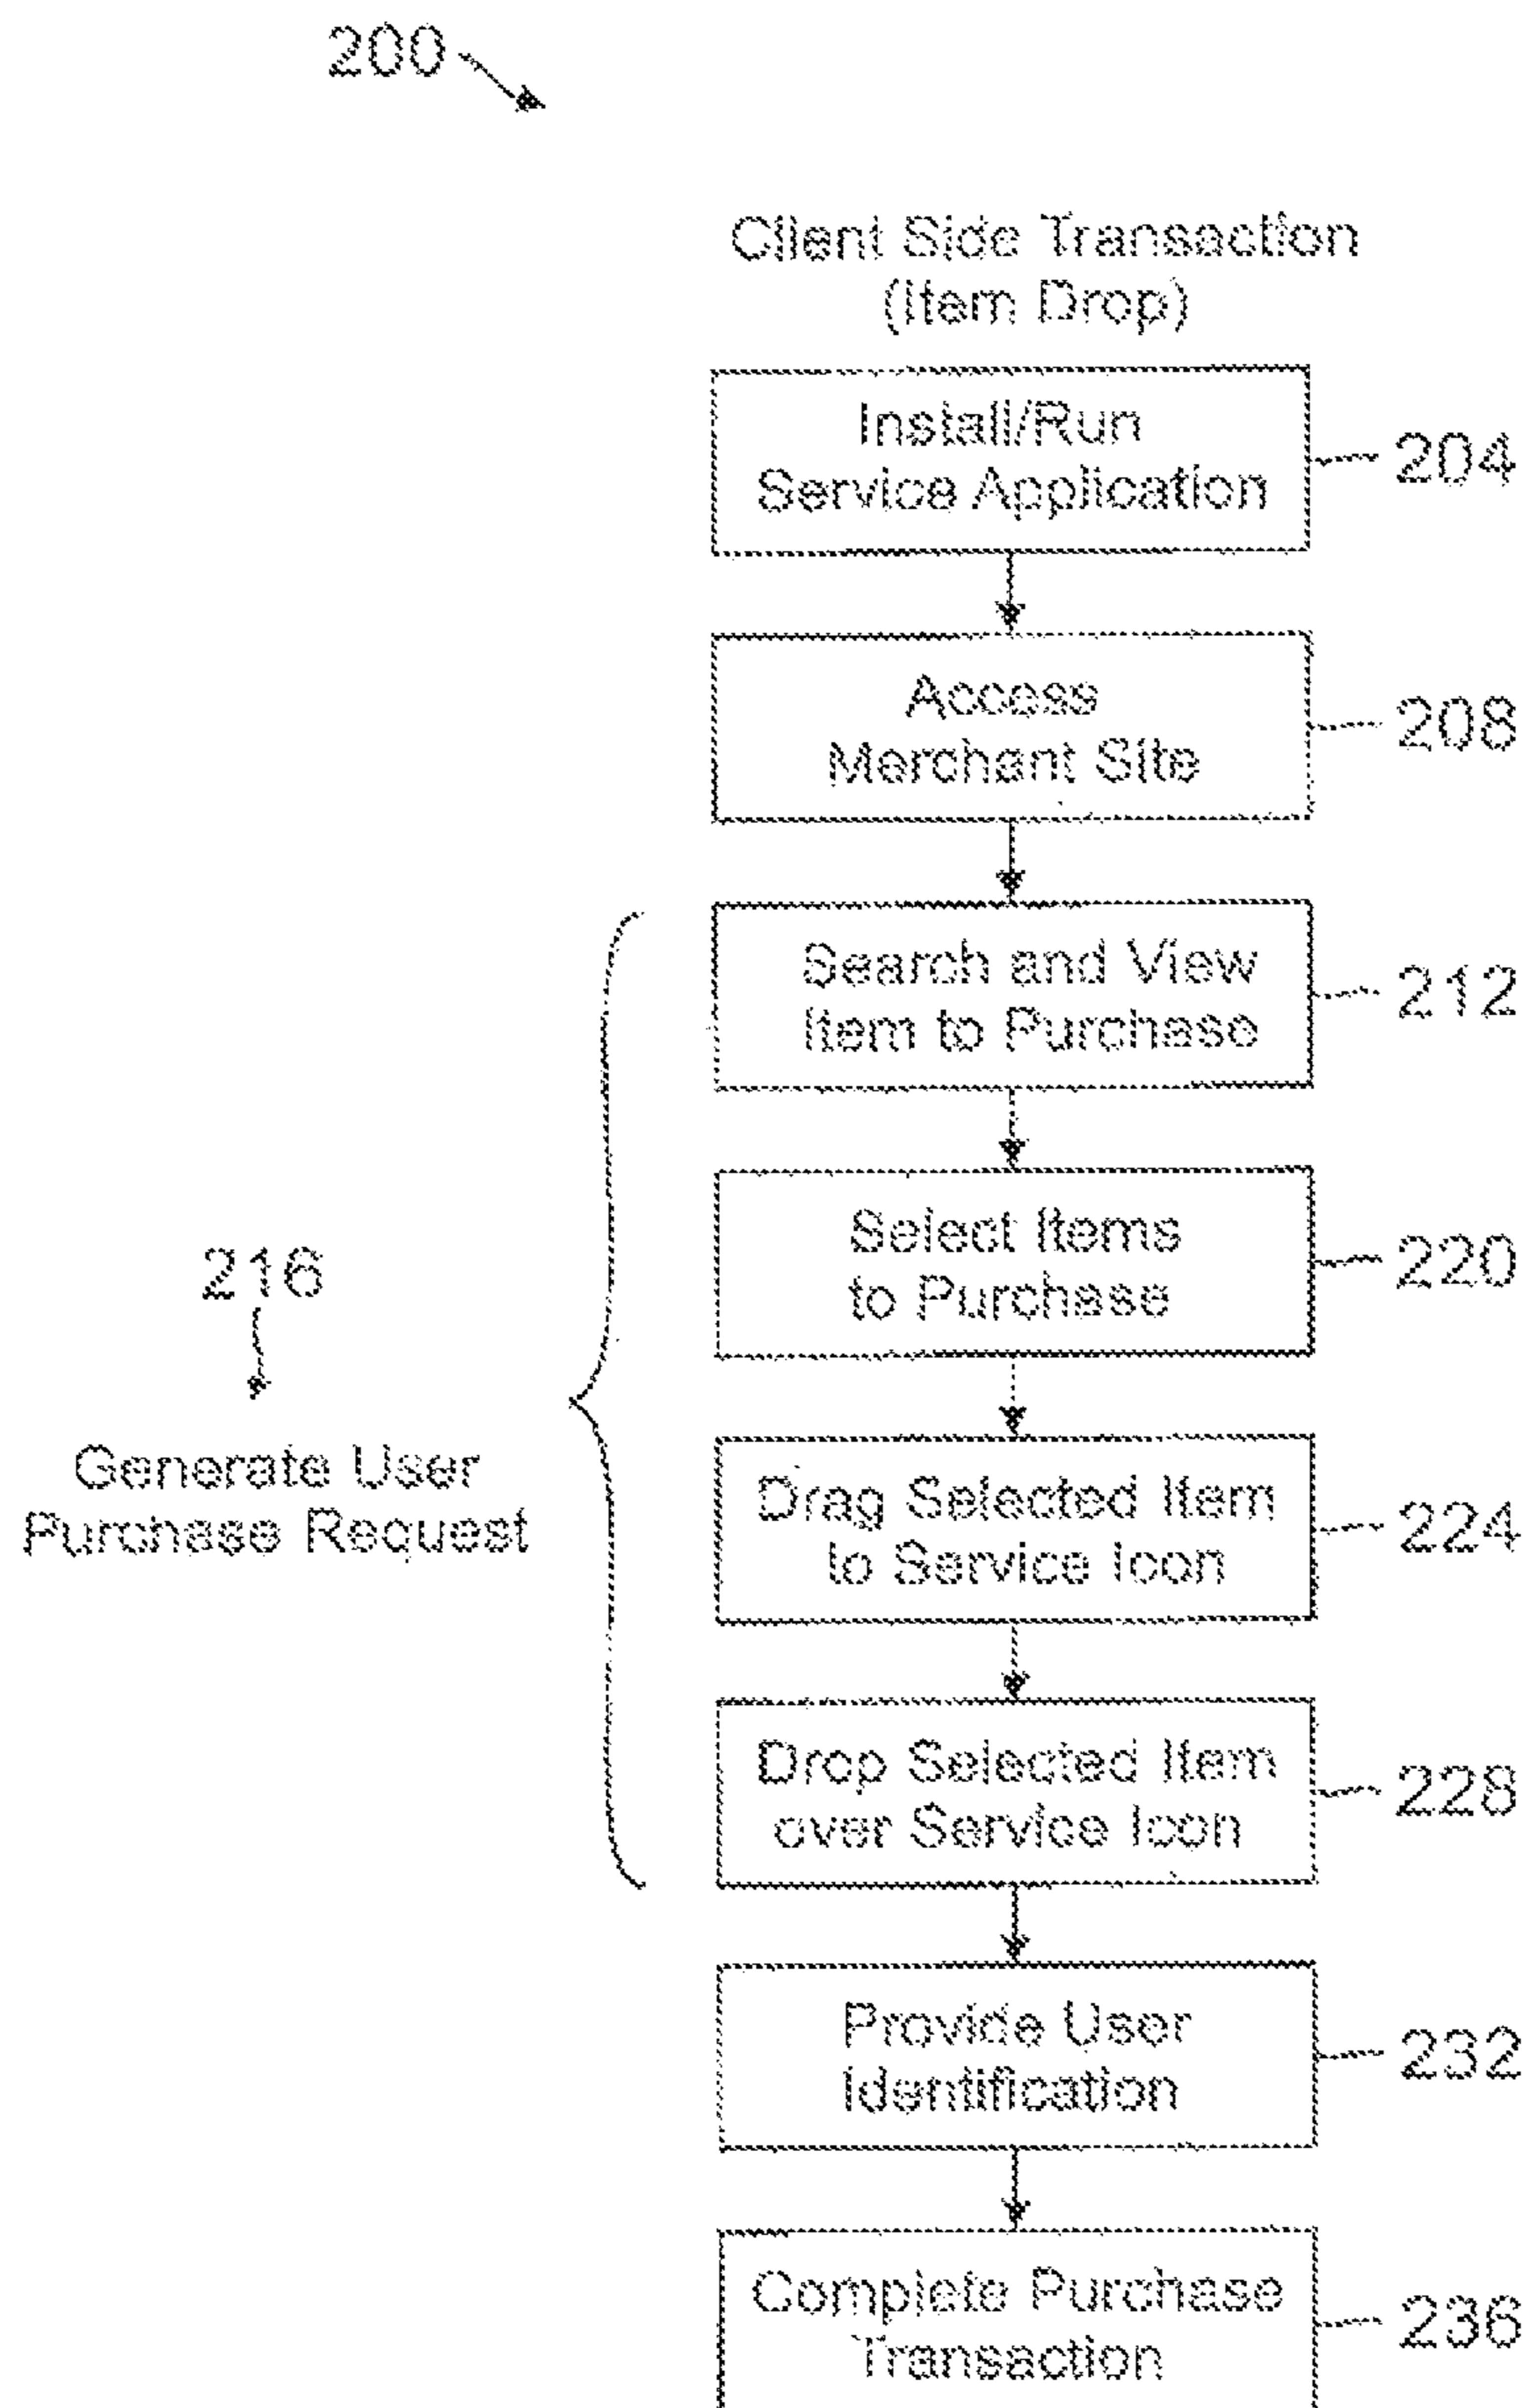 200
Client Side Transaction
(Item Drop)
Install/Run
Service Application
204
Access
Merchant Site
208
Search and View
Item to Purchase
212
Select Items
to Purchase
220
216
Generate User
Purchase Request
Drag Selected Item
to Service Icon
224
Drop Selected Item
over Service Icon
228
Provide User
Identification
232
Complete Purchase
Transaction
236